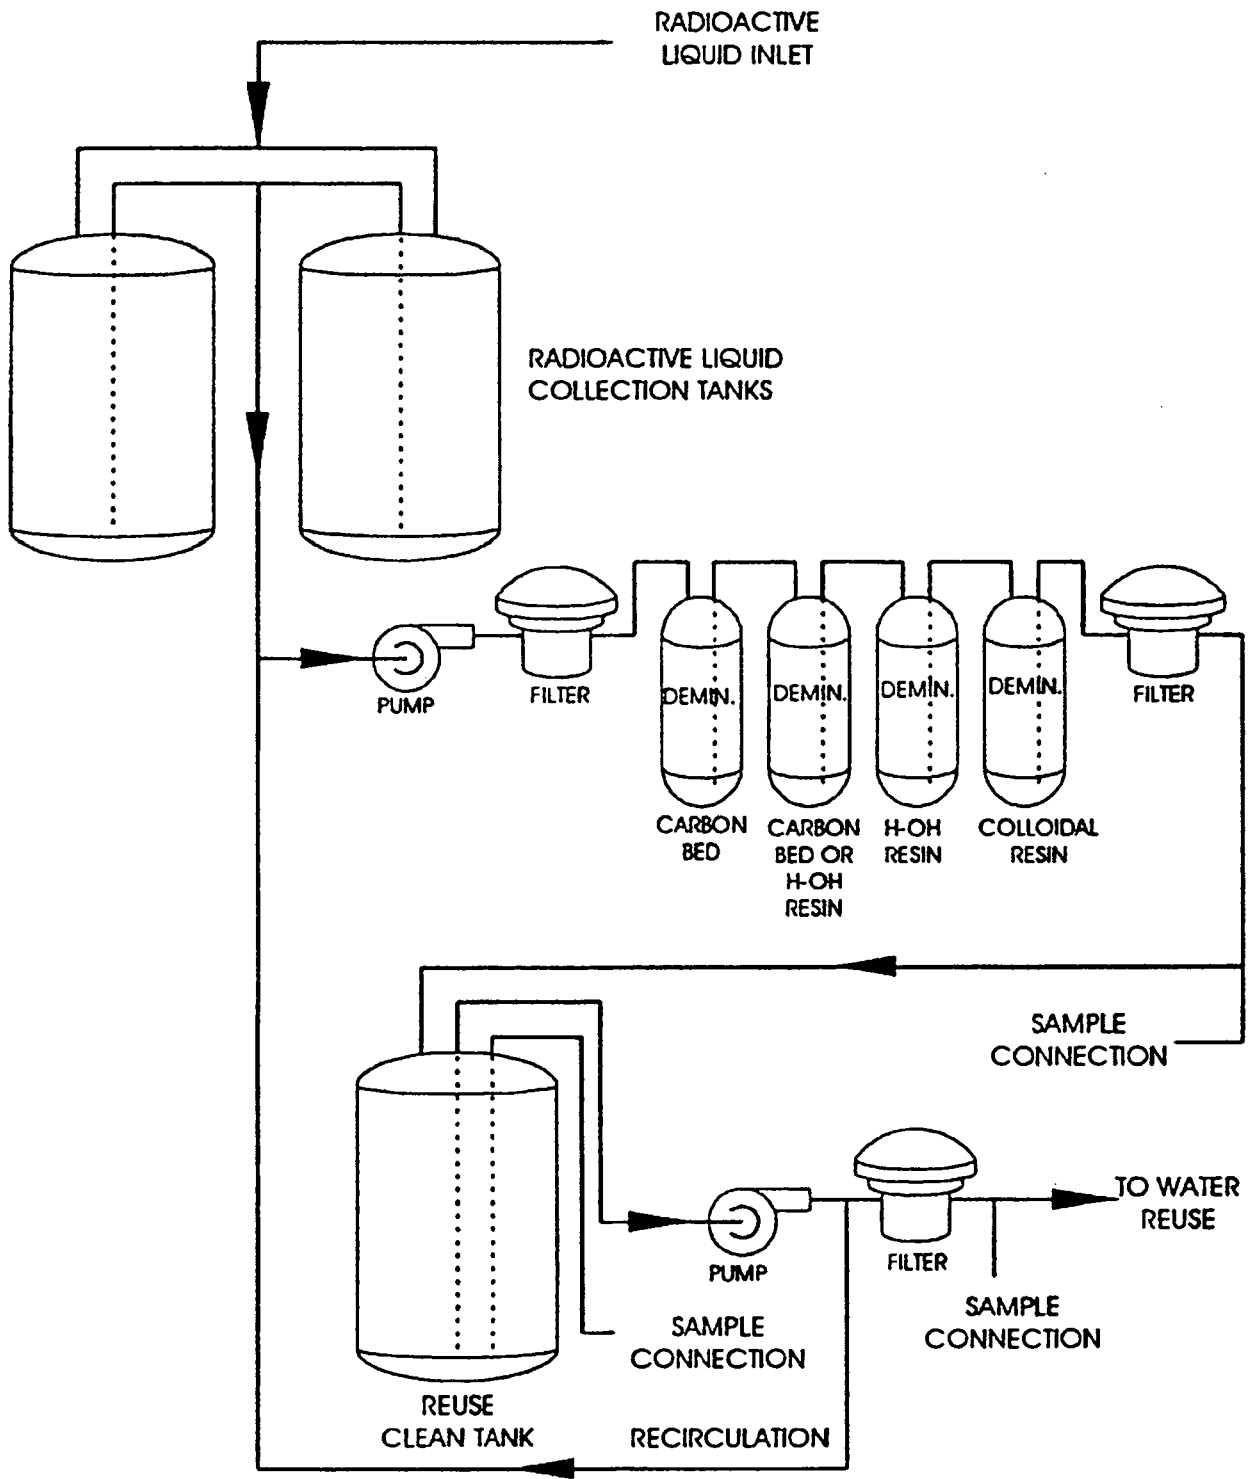 RADIOACTIVE
LIQUID INLET
RADIOACTIVE LIQUID
COLLECTION TANKS
PUMP
FILTER
DEMIN.
DEMIN.
DEMIN.
DEMIN.
FILTER
CARBON
BED
CARBON
BED OR
H-OH
RESIN
H-OH
RESIN
COLLOIDAL
RESIN
SAMPLE
CONNECTION
TO WATER
REUSE
PUMP
FILTER
SAMPLE
CONNECTION
SAMPLE
CONNECTION
REUSE
CLEAN TANK
RECIRCULATION